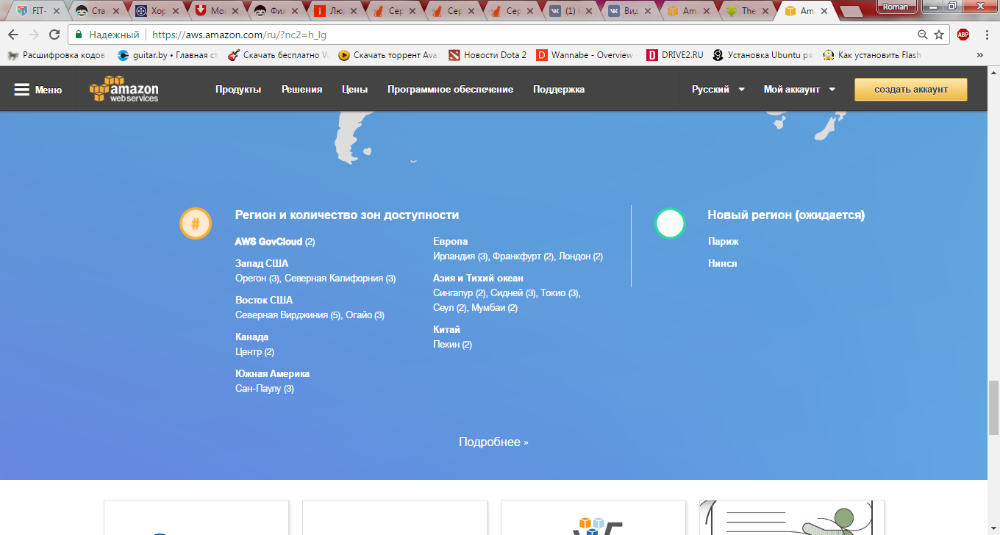 FIT-
Ста
Хор
Мо
Фил
Лю
Сер
Сер
Сер
(1)
Вид
Am
The
Am
Roman
Надежный
https://aws.amazon.com/ru/?nc2=h_lg
ABP
Расшифровка кодов
guitar.by • Главная ст
Скачать бесплатно
Скачать торрент Ava
Новости Dota 2
Wannabe - Overview
DRIVE2.RU
Установка Ubuntu ря
Как установить Flash
»
Меню
amazon
web services
Продукты
Решения
Цены
Программное обеспечение
Поддержка
Русский
Мой аккаунт
создать аккаунт
#
Регион и количество зон доступности
AWS GovCloud (2)
Запад США
Орегон (3), Северная Калифорния (3)
Восток США
Северная Вирджиния (5), Огайо (3)
Канада
Центр (2)
Южная Америка
Сан-Паулу (3)
Европа
Ирландия (3), Франкфурт (2), Лондон (2)
Азия и Тихий океан
Сингапур (2), Сидней (3), Токио (3),
Сеул (2), Мумбаи (2)
Китай
Пекин (2)
Новый регион (ожидается)
Париж
Нинся
Подробнее »